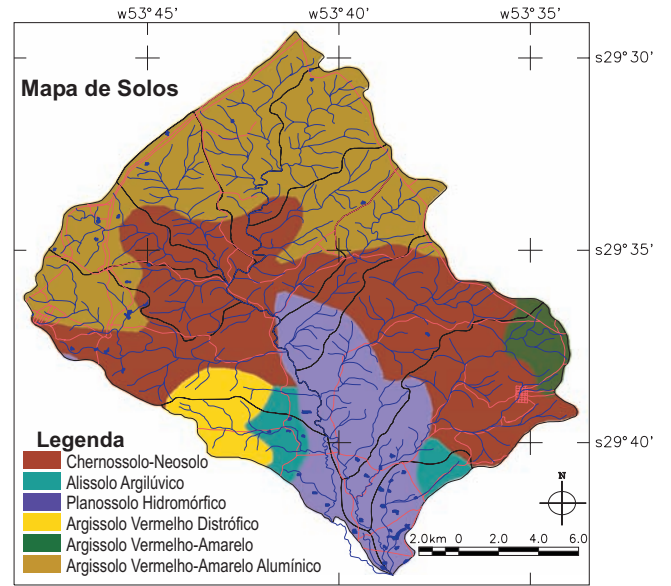 w53°45' w53°40' w53°35'
s29°30'
Mapa de Solos
s29°35'
s29°40'
Legenda
Chernossolo-Neosolo
Alissolo Argilúvico
Planossolo Hidromórfico
Argissolo Vermelho Distrófico
Argissolo Vermelho-Amarelo
Argissolo Vermelho-Amarelo Alumínico
N
2.0km 0 2.0 4.0 6.0